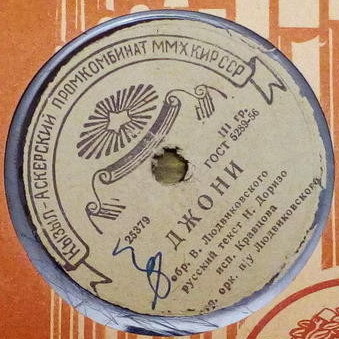 КЫЗЫЛ-АСКЕРСКИЙ ПРОМКОМБИНАТ ММХ КИР ССР
III гр.
ГОСТ 5289-56
25379
ДЖОНИ
обр. В. Людвиковского
русский текст Н. Доризо
исп. Кравцова
орк. п/у Людвиковского